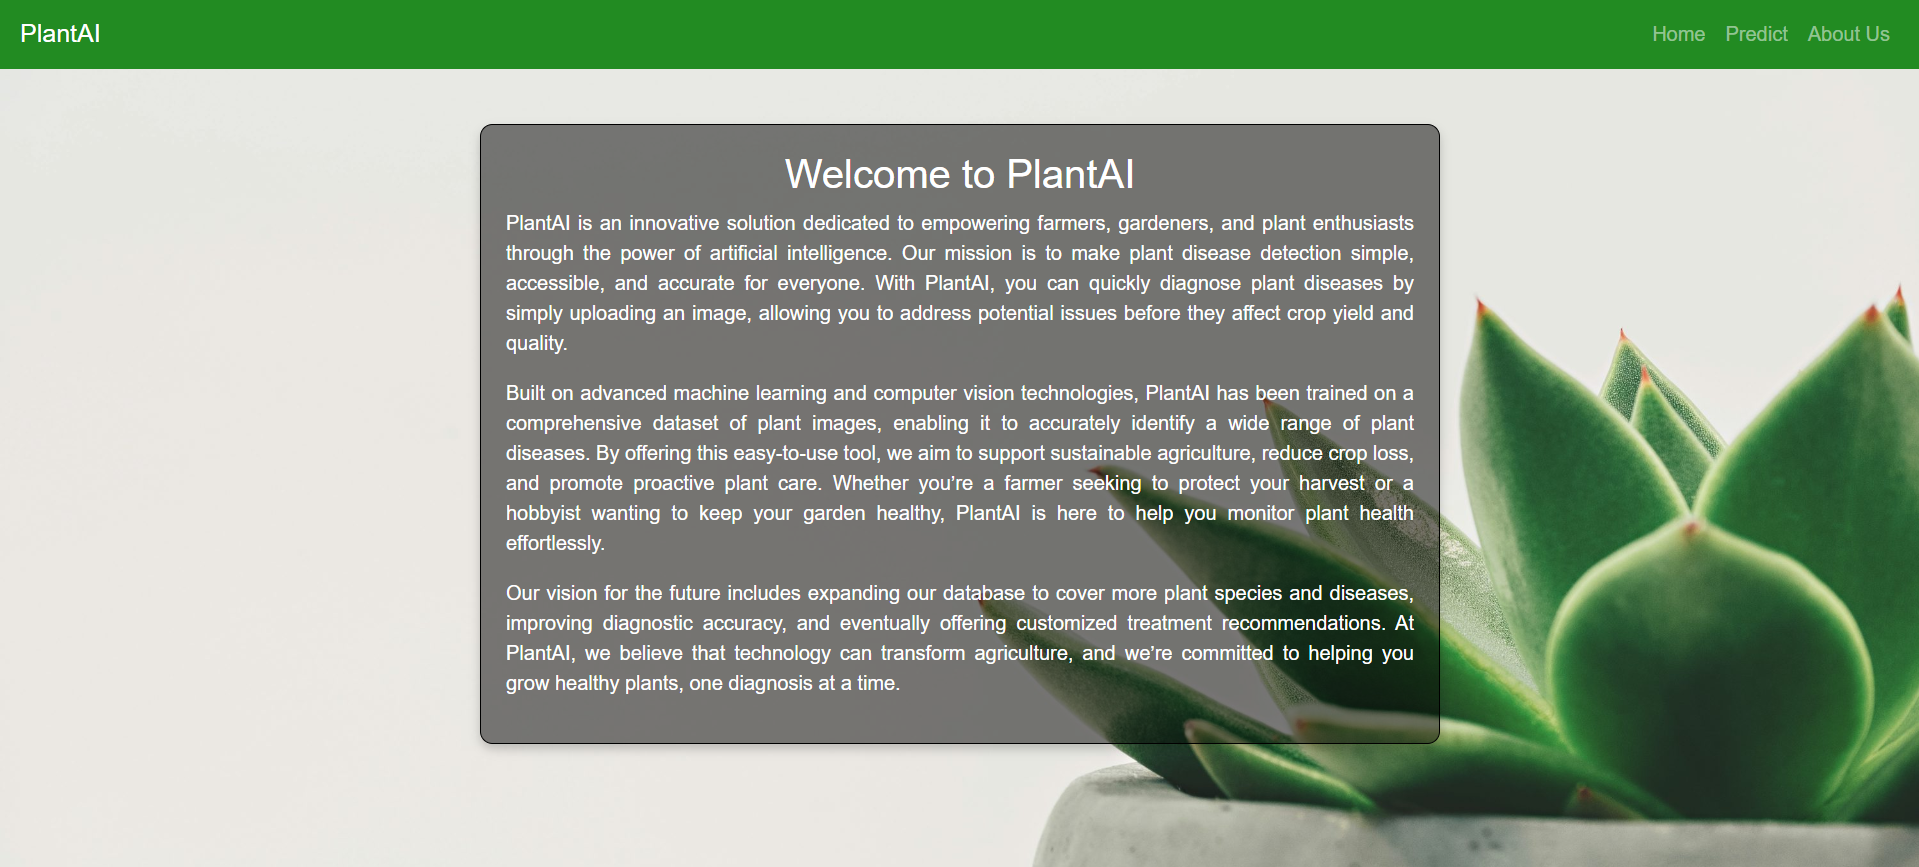 PlantAI
Home Predict About Us
Welcome to PlantAI
PlantAI is an innovative solution dedicated to empowering farmers, gardeners, and plant enthusiasts
through the power of artificial intelligence. Our mission is to make plant disease detection simple,
accessible, and accurate for everyone. With PlantAI, you can quickly diagnose plant diseases by
simply uploading an image, allowing you to address potential issues before they affect crop yield and
quality.
Built on advanced machine learning and computer vision technologies, PlantAI has been trained on a
comprehensive dataset of plant images, enabling it to accurately identify a wide range of plant
diseases. By offering this easy-to-use tool, we aim to support sustainable agriculture, reduce crop loss,
and promote proactive plant care. Whether you’re a farmer seeking to protect your harvest or a
hobbyist wanting to keep your garden healthy, PlantAI is here to help you monitor plant health
effortlessly.
Our vision for the future includes expanding our database to cover more plant species and diseases,
improving diagnostic accuracy, and eventually offering customized treatment recommendations. At
PlantAI, we believe that technology can transform agriculture, and we’re committed to helping you
grow healthy plants, one diagnosis at a time.